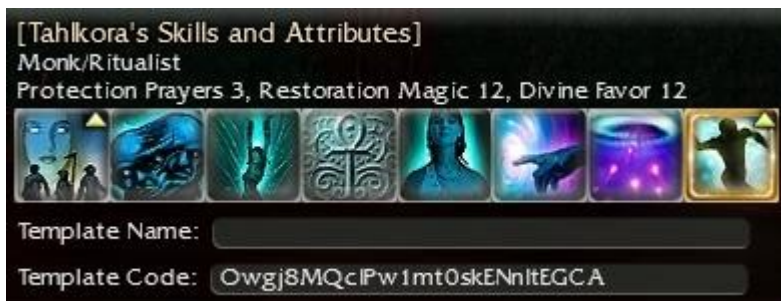 [Tahlkora's Skills and Attributes]
Monk/Ritualist
Protection Prayers 3, Restoration Magic 12, Divine Favor 12
Template Name:
Template Code: Owgj8MQclPw1mt0skENnItEGCA